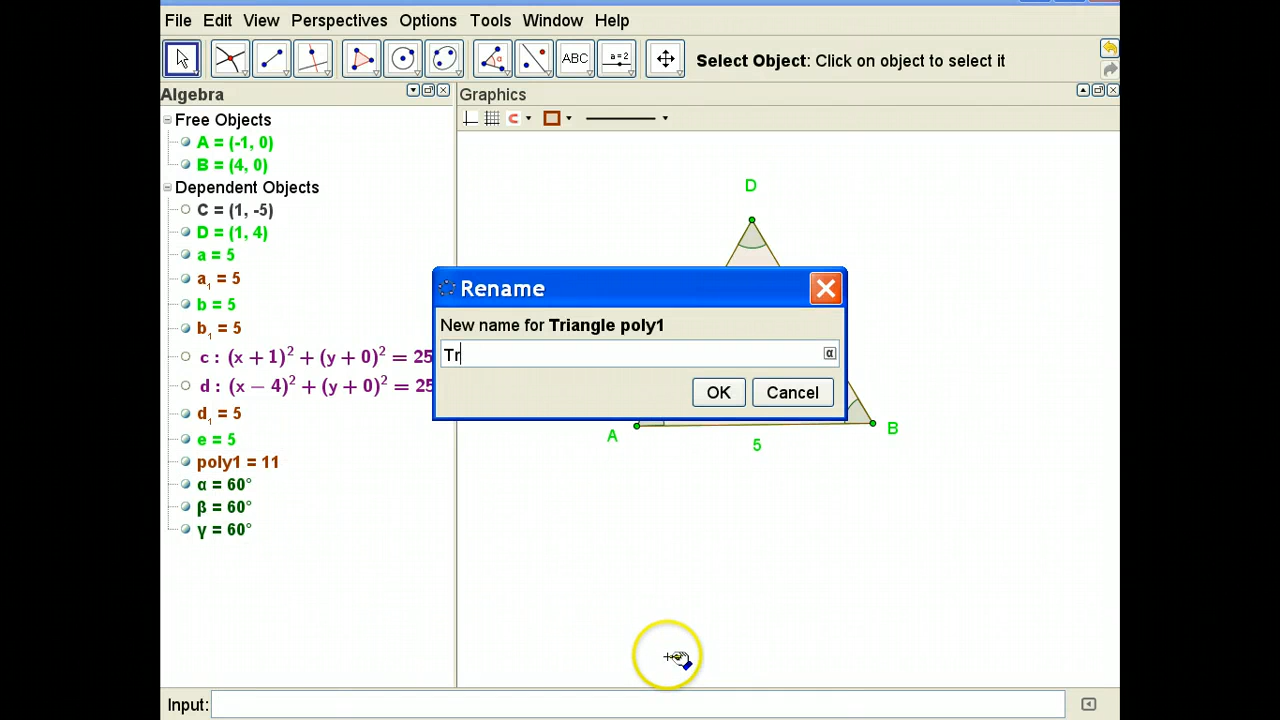 File Edit View Perspectives Options Tools Window Help
ABC a=2 Select Object: Click on object to select it
Algebra
Graphics
Free Objects
A = (-1, 0)
B = (4, 0)
Dependent Objects
C = (1, -5)
D = (1, 4)
a = 5
a₁ = 5
b = 5
b₁ = 5
c : (x + 1)² + (y + 0)² = 25
d : (x − 4)² + (y + 0)² = 25
d₁ = 5
e = 5
poly1 = 11
α = 60°
β = 60°
γ = 60°
D
Rename
New name for Triangle poly1
Tr
α
OK Cancel
A
B
5
Input: